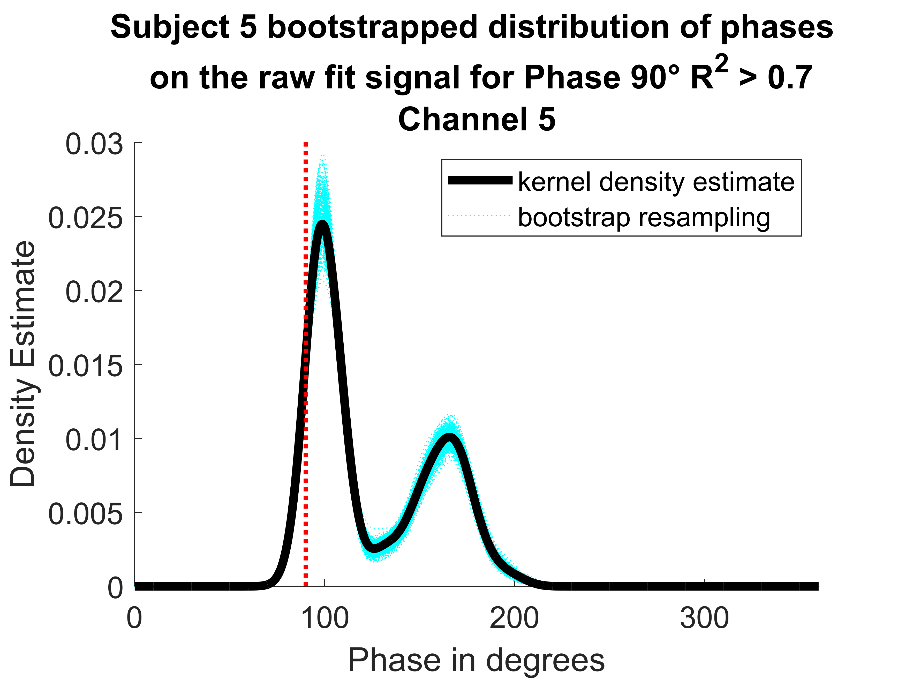 Subject 5 bootstrapped distribution of phases
on the raw fit signal for Phase 90° R² > 0.7
Channel 5
0.03
0.025
0.02
0.015
0.01
0.005
0
Density Estimate
kernel density estimate
bootstrap resampling
0 100 200 300
Phase in degrees